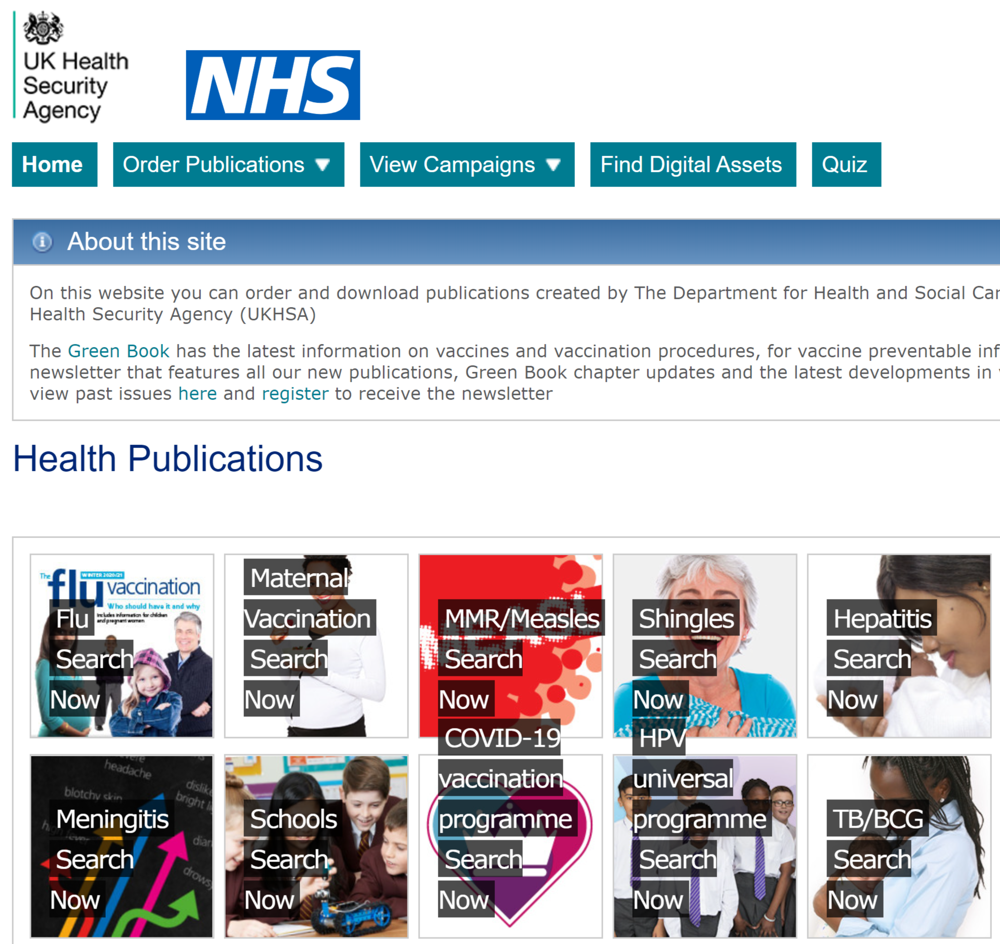 UK Health
Security
Agency
NHS
Home
Order Publications
View Campaigns
Find Digital Assets
Quiz
About this site
On this website you can order and download publications created by The Department for Health and Social Car
Health Security Agency (UKHSA)
The Green Book has the latest information on vaccines and vaccination procedures, for vaccine preventable inf
newsletter that features all our new publications, Green Book chapter updates and the latest developments in
view past issues here and register to receive the newsletter
Health Publications
The flu vaccination
WINTER 2020/21
Who should have it and why
Includes information for children
and pregnant women
Flu
Search
Now
Maternal
Vaccination
Search
Now
MMR/Measles
Search
Now
Shingles
Search
Now
Hepatitis
Search
Now
headache
dislike
bright
blotchy skin
high fever
drowsy
Meningitis
Search
Now
Schools
Search
Now
COVID-19
vaccination
programme
Search
Now
HPV
universal
programme
Search
Now
TB/BCG
Search
Now